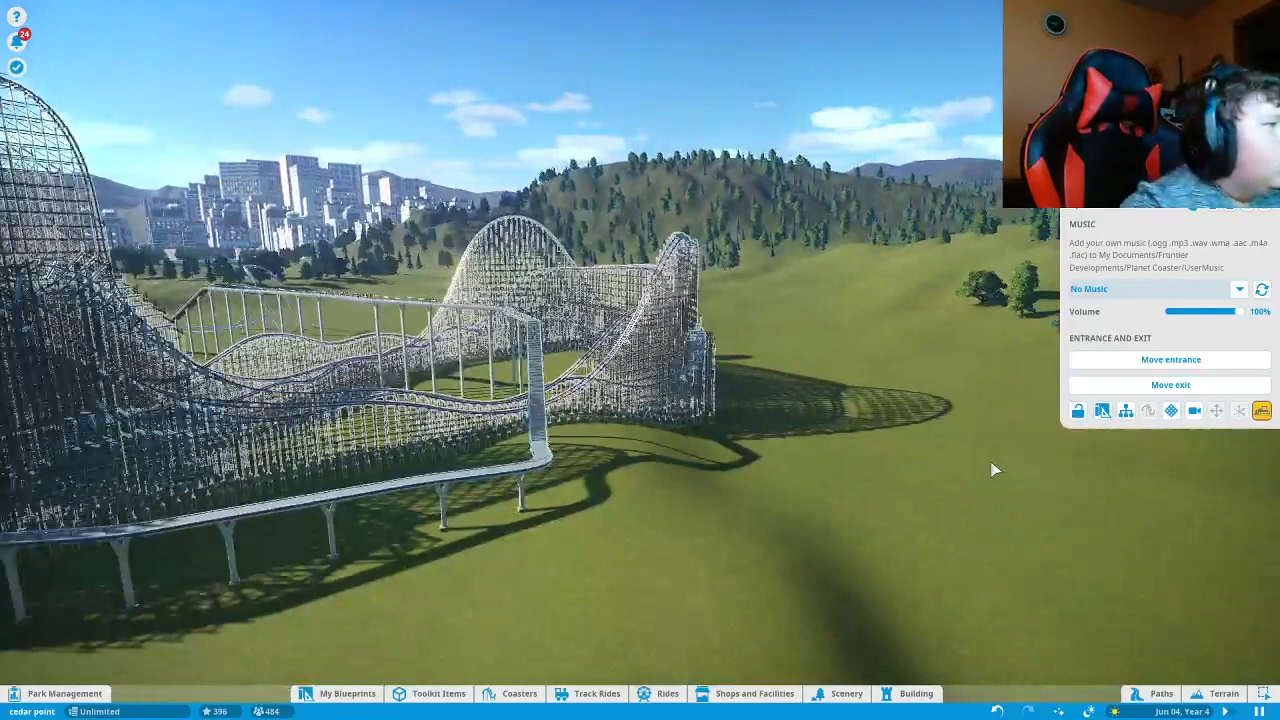 ?
24
MUSIC
Add your own music (.ogg .mp3 .wav .wma .aac .m4a
.flac) to My Documents/Frontier
Developments/Planet Coaster/UserMusic
No Music
Volume 100%
ENTRANCE AND EXIT
Move entrance
Move exit
Park Management My Blueprints Toolkit Items Coasters Track Rides Rides Shops and Facilities Scenery Building Paths Terrain
cedar point Unlimited 396 484 Jun 04, Year 4